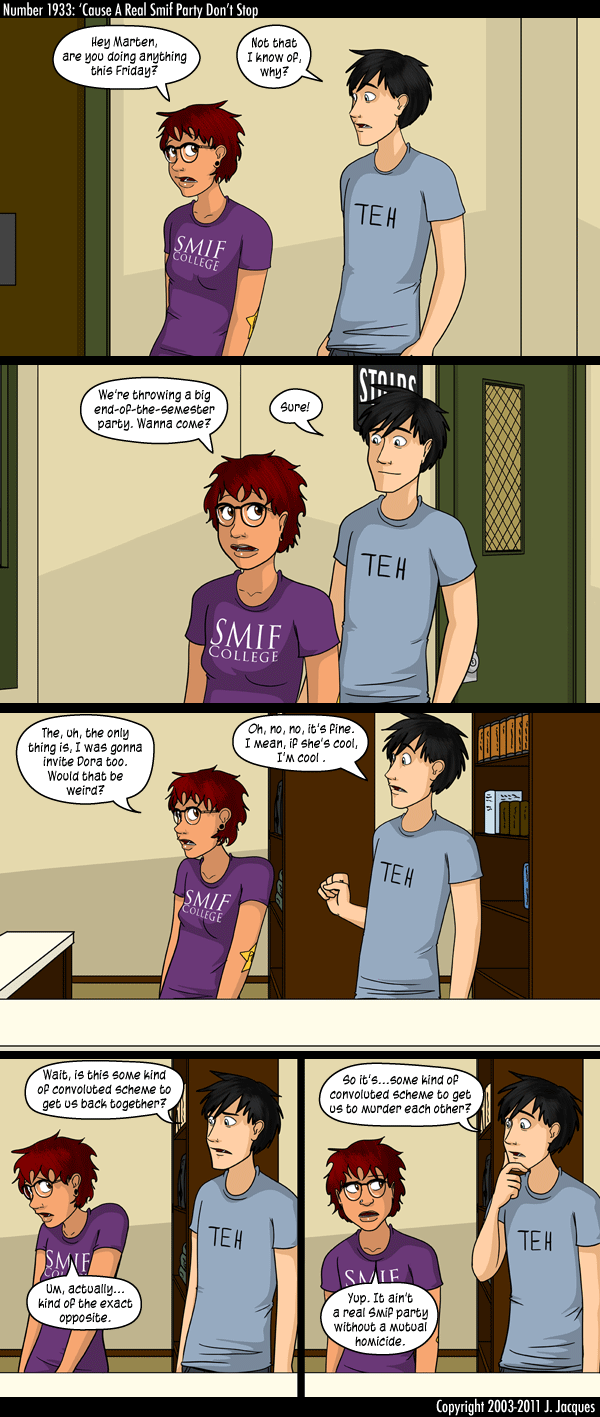 Number 1933: ‘Cause A Real Smif Party Don’t Stop
Hey Marten,
are you doing anything
this Friday?
Not that
I know of,
why?
SMIF
COLLEGE
TEH
We're throwing a big
end-of-the-semester
party. Wanna come?
Sure!
STAIRS
TEH
SMIF
COLLEGE
The, uh, the only
thing is, I was gonna
invite Dora too.
Would that be
weird?
Oh, no, no, it's fine.
I mean, if she's cool,
I'm cool .
TEH
SMIF
COLLEGE
Wait, is this some kind
of convoluted scheme to
get us back together?
TEH
SMIF
COL
Um, actually...
kind of the exact
opposite.
So it's...some kind of
convoluted scheme to get
us to murder each other?
TEH
SMIF
Yup. It ain't
a real Smif party
without a mutual
homicide.
Copyright 2003-2011 J. Jacques